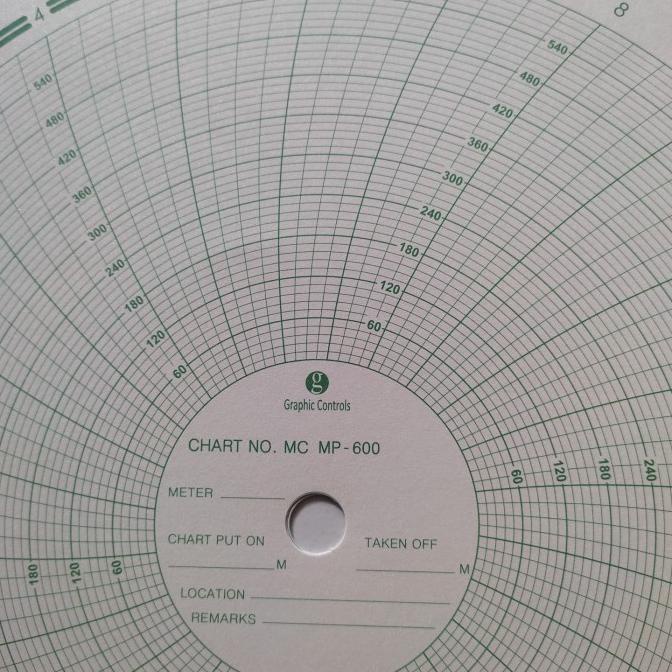 4
8
540
480
420
360
300
240
180
120
60
540
480
420
360
300
240
180
120
60
g
Graphic Controls
CHART NO. MC MP-600
METER
CHART PUT ON TAKEN OFF
M M
LOCATION
REMARKS
60 120 180 240
180 120 60